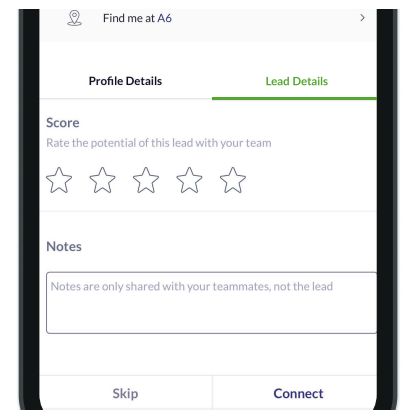 Find me at A6
Profile Details
Lead Details
Score
Rate the potential of this lead with your team
Notes
Notes are only shared with your teammates, not the lead
Skip
Connect